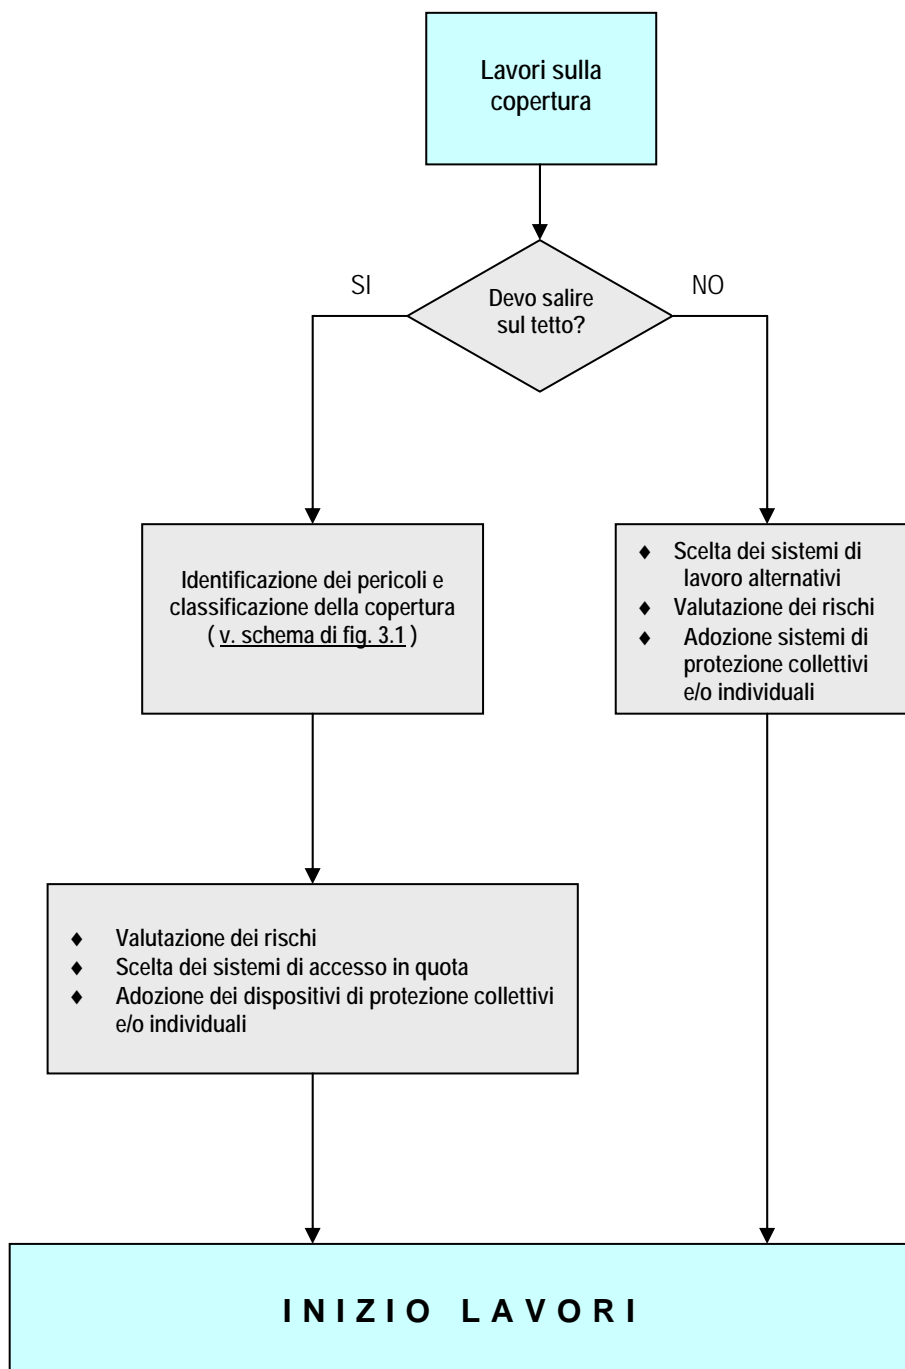 Lavori sulla
copertura
SI
NO
Devo salire
sul tetto?
Identificazione dei pericoli e
classificazione della copertura
( v. schema di fig. 3.1 )
♦ Scelta dei sistemi di
lavoro alternativi
♦ Valutazione dei rischi
♦ Adozione sistemi di
protezione collettivi
e/o individuali
♦ Valutazione dei rischi
♦ Scelta dei sistemi di accesso in quota
♦ Adozione dei dispositivi di protezione collettivi
e/o individuali
INIZIO LAVORI